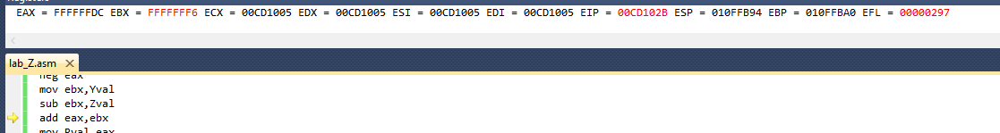 EAX = FFFFFFDC EBX = FFFFFFF6 ECX = 00CD1005 EDX = 00CD1005 ESI = 00CD1005 EDI = 00CD1005 EIP = 00CD102B ESP = 010FFB94 EBP = 010FFBA0 EFL = 00000297
lab_Z.asm
neg eax
mov ebx,Yval
sub ebx,Zval
add eax,ebx
mov Rval,eax